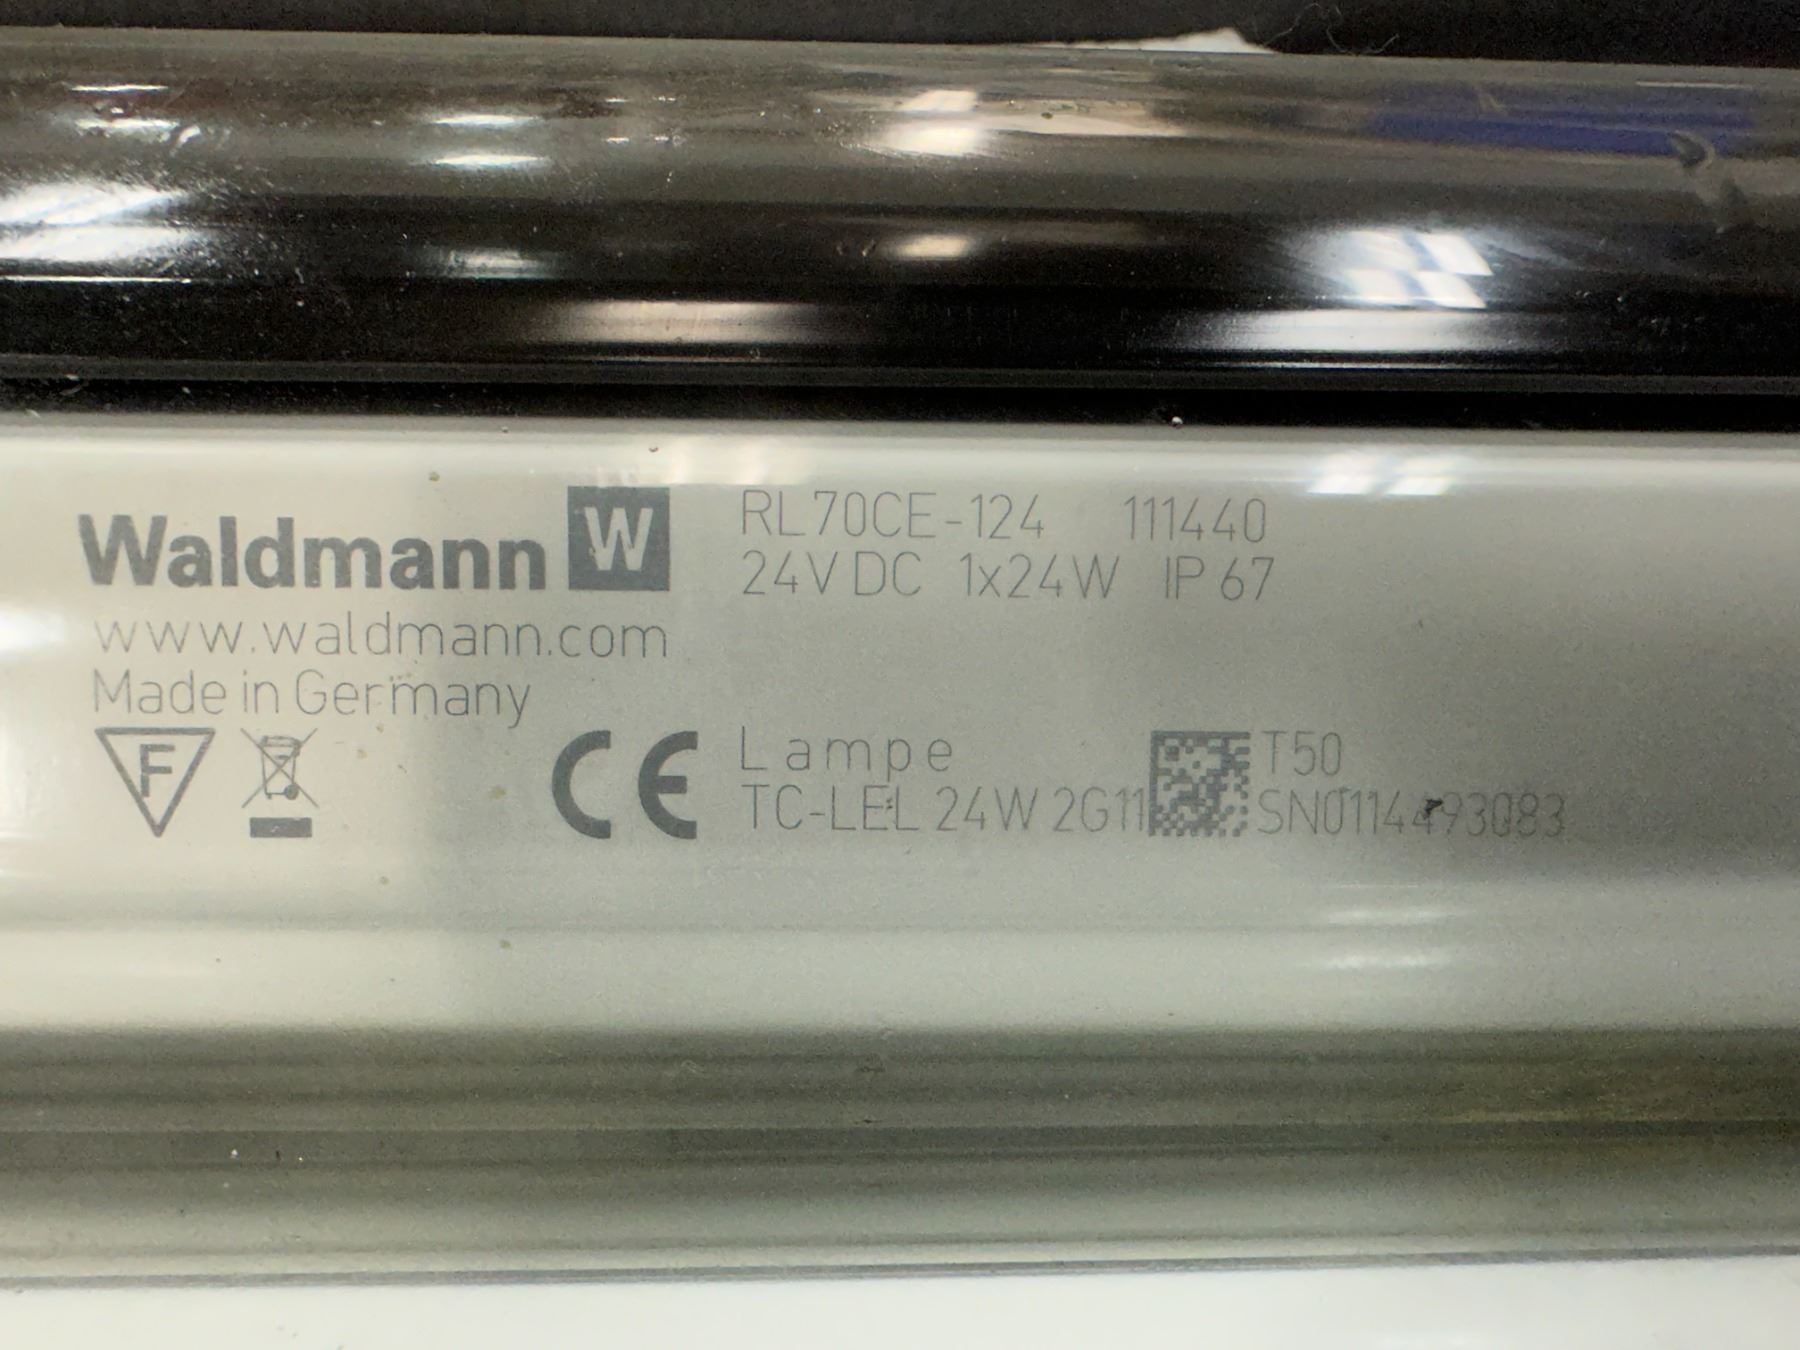 Waldmann W
www.waldmann.com
Made in Germany
F
CE
RL70CE-124 111440
24V DC 1x24W IP 67
Lampe
TC-LEL 24W 2G11
T50
SN0114493083